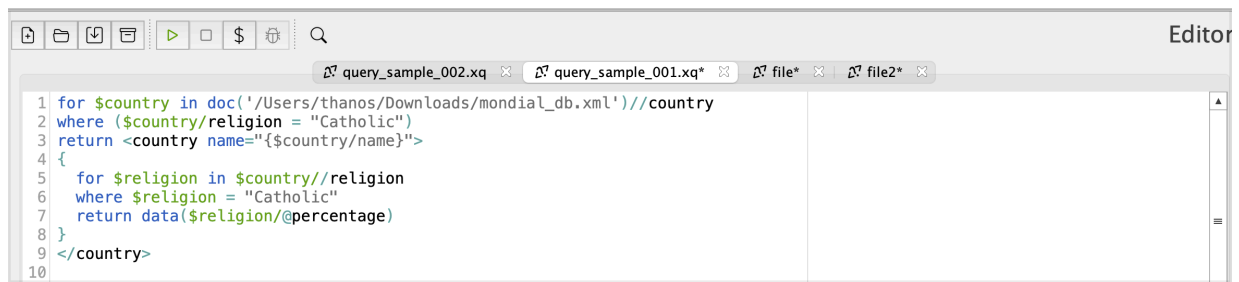 $
Editor
query_sample_002.xq query_sample_001.xq* file* file2*
1 for $country in doc('/Users/thanos/Downloads/mondial_db.xml')//country
2 where ($country/religion = "Catholic")
3 return <country name="{$country/name}">
4 {
5   for $religion in $country//religion
6   where $religion = "Catholic"
7   return data($religion/@percentage)
8 }
9 </country>
10